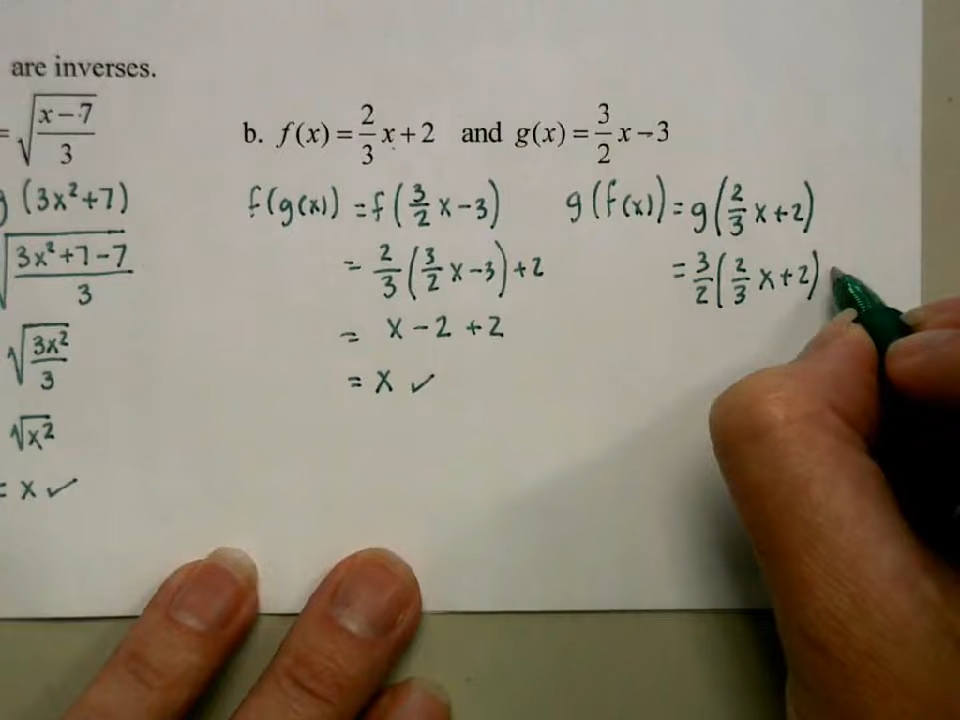 are inverses.
= √((x−7)/3)
b. f(x) = 2/3 x + 2 and g(x) = 3/2 x − 3
(3x²+7)
√((3x²+7−7)/3)
√(3x²/3)
√x²
= x ✓
f(g(x)) = f(3/2 x − 3)
= 2/3 (3/2 x − 3) + 2
= x − 2 + 2
= x ✓
g(f(x)) = g(2/3 x + 2)
= 3/2 (2/3 x + 2)